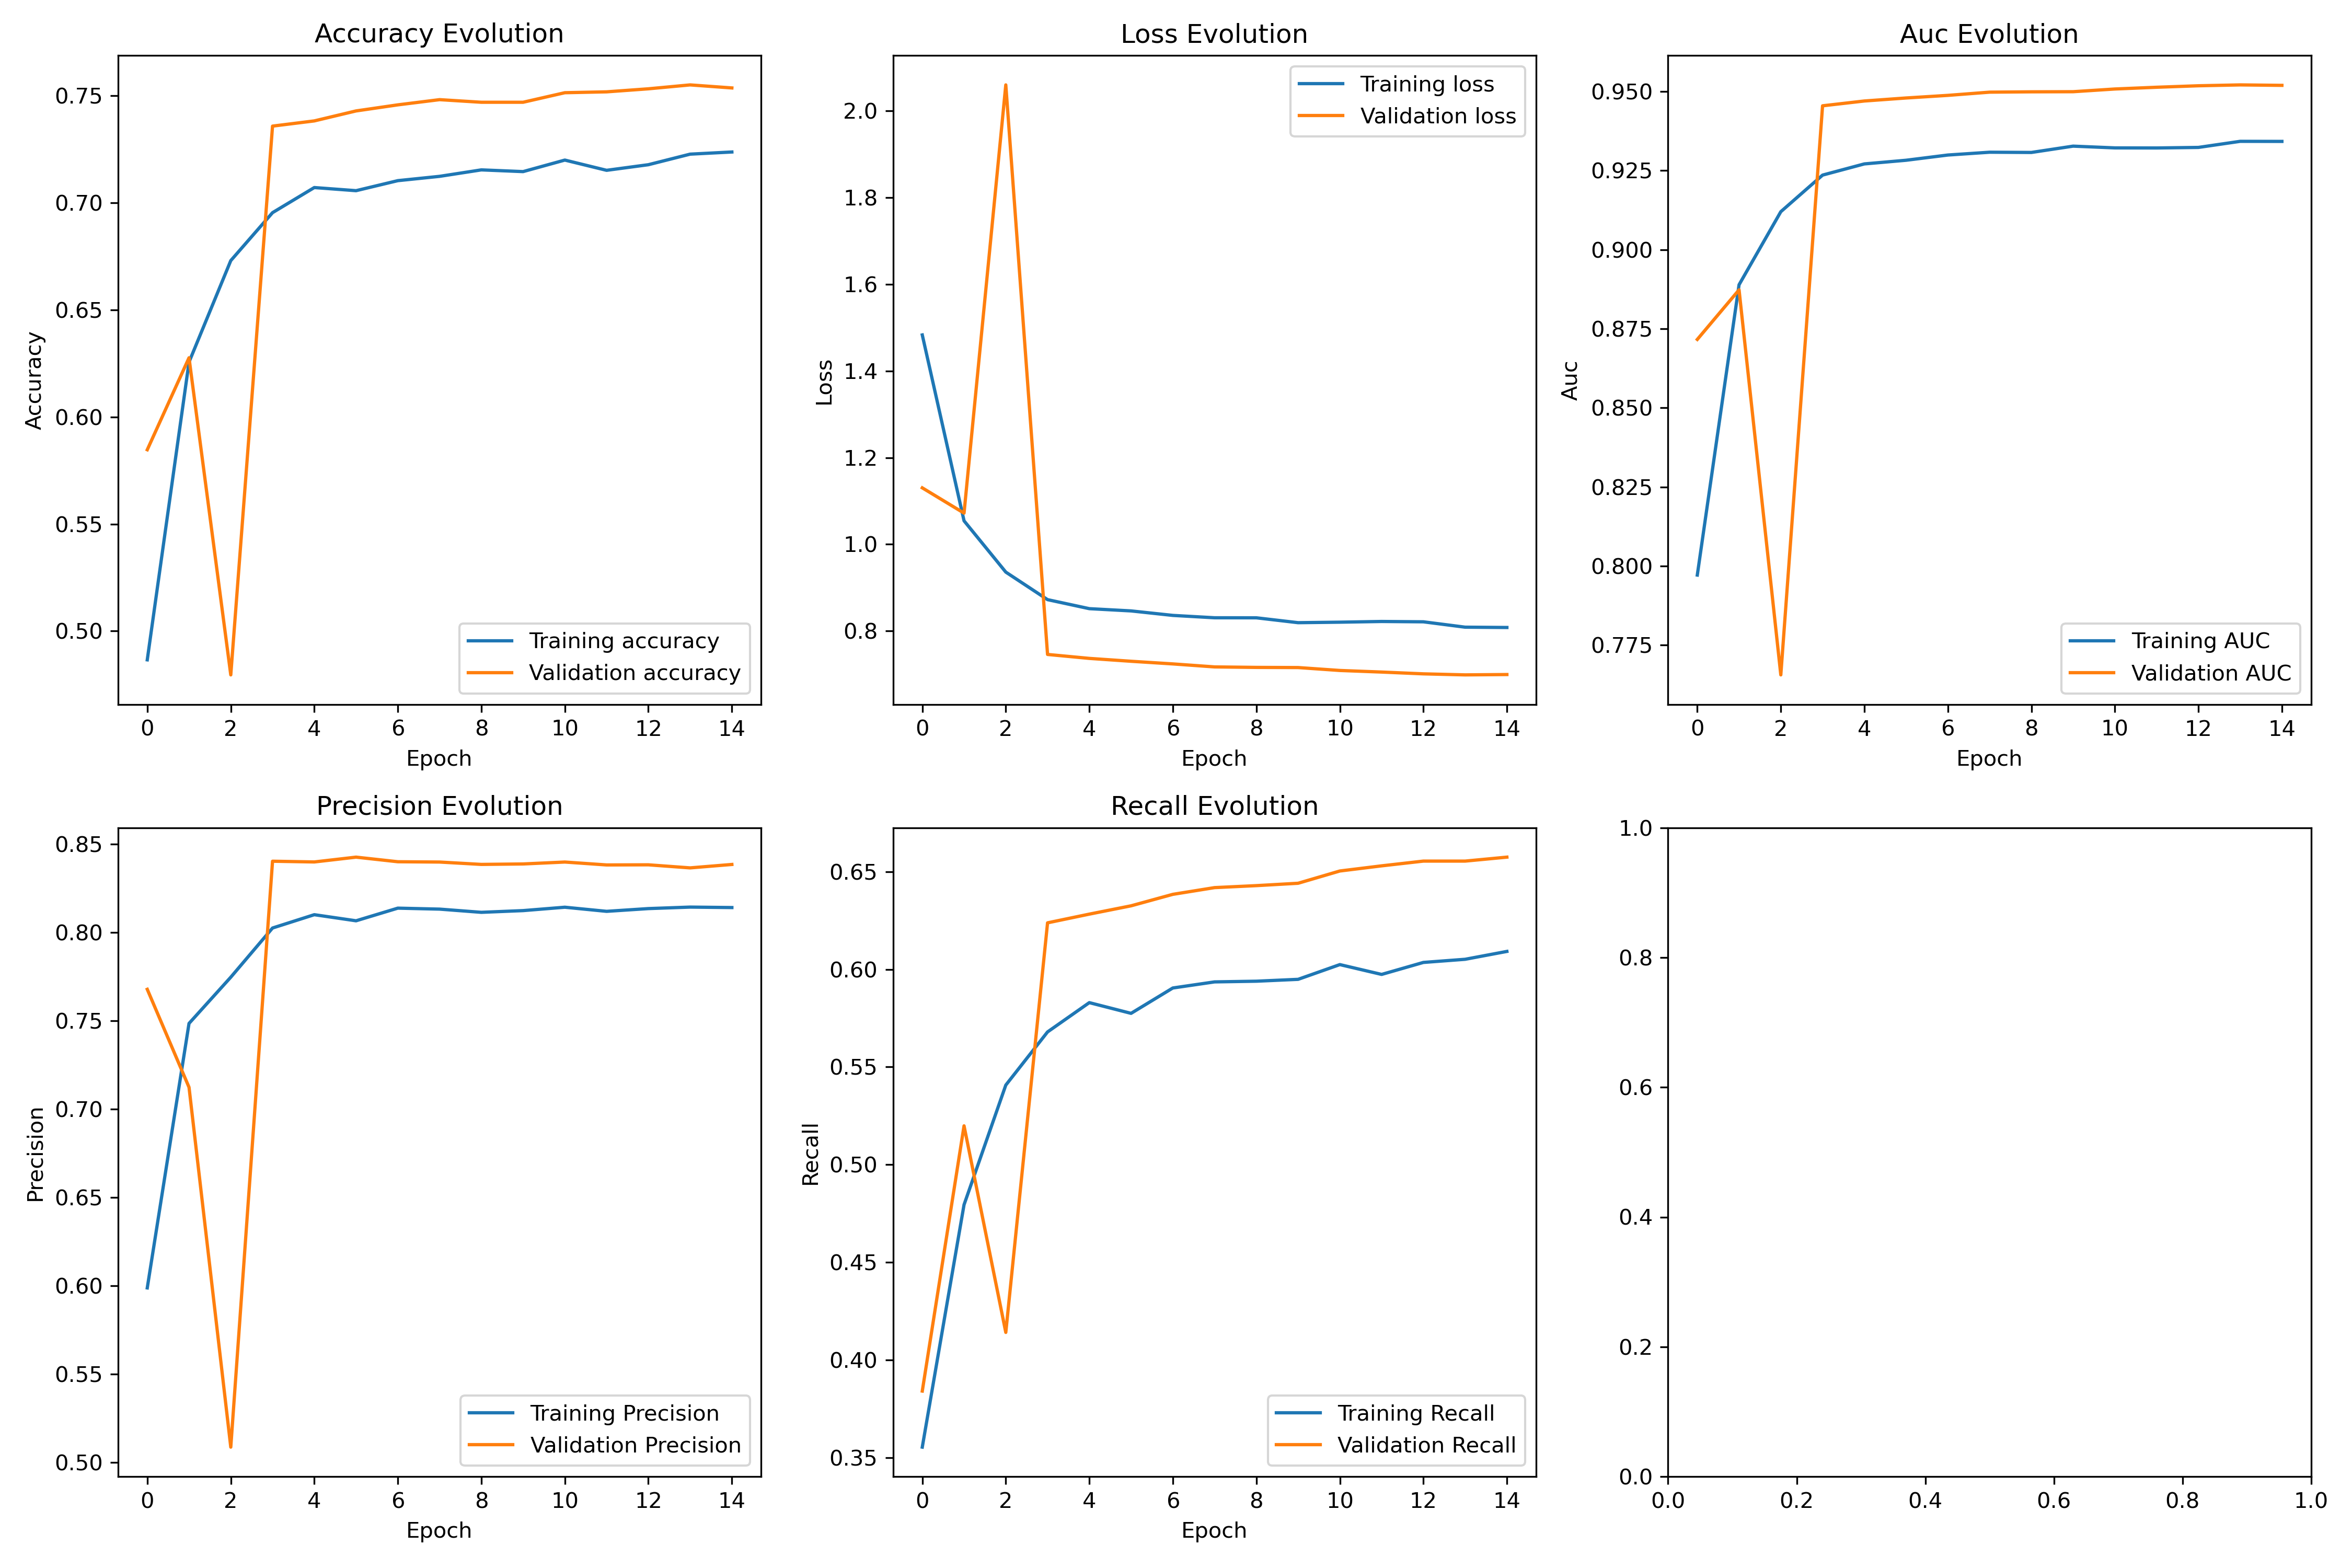 Accuracy Evolution
Accuracy
0.75
0.70
0.65
0.60
0.55
0.50
0 2 4 6 8 10 12 14
Epoch
Training accuracy
Validation accuracy
Loss Evolution
Loss
2.0
1.8
1.6
1.4
1.2
1.0
0.8
0 2 4 6 8 10 12 14
Epoch
Training loss
Validation loss
Auc Evolution
Auc
0.950
0.925
0.900
0.875
0.850
0.825
0.800
0.775
0 2 4 6 8 10 12 14
Epoch
Training AUC
Validation AUC
Precision Evolution
Precision
0.85
0.80
0.75
0.70
0.65
0.60
0.55
0.50
0 2 4 6 8 10 12 14
Epoch
Training Precision
Validation Precision
Recall Evolution
Recall
0.65
0.60
0.55
0.50
0.45
0.40
0.35
0 2 4 6 8 10 12 14
Epoch
Training Recall
Validation Recall
1.0
0.8
0.6
0.4
0.2
0.0
0.0 0.2 0.4 0.6 0.8 1.0